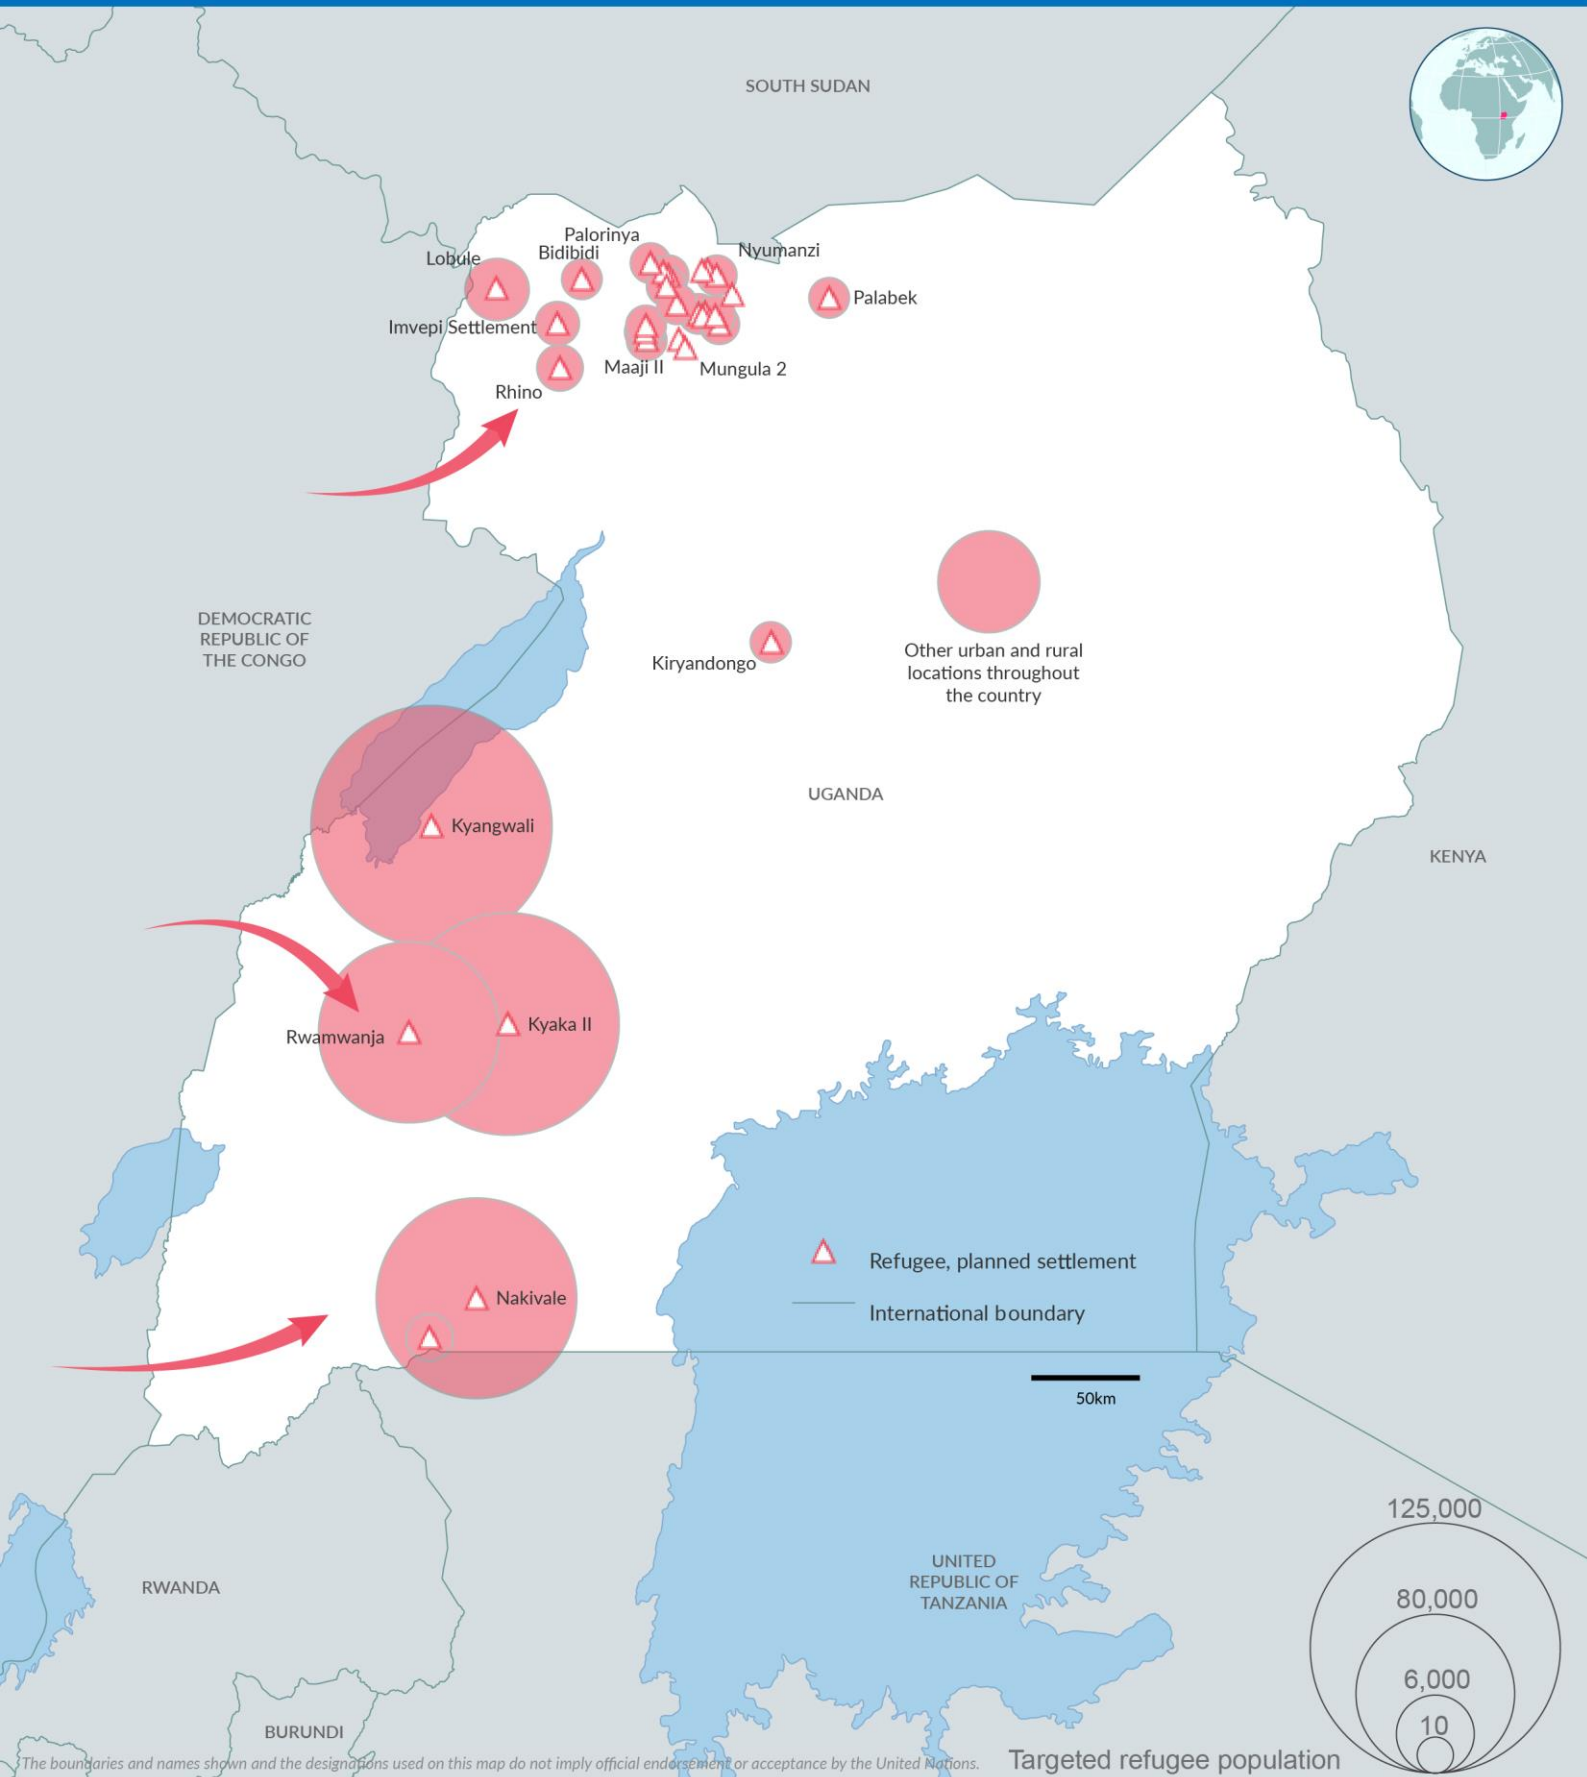 SOUTH SUDAN
Palorinya
Bidibidi
Nyumanzi
Lobule
Palabek
Imvepi Settlement
Maaji II
Mungula 2
Rhino
DEMOCRATIC
REPUBLIC OF
THE CONGO
Kiryandongo
Other urban and rural
locations throughout
the country
UGANDA
Kyangwali
KENYA
Kyaka II
Rwamwanja
Refugee, planned settlement
Nakivale
International boundary
50km
125,000
UNITED
REPUBLIC OF
TANZANIA
RWANDA
80,000
6,000
10
BURUNDI
The boundaries and names shown and the designations used on this map do not imply official endorsement or acceptance by the United Nations.
Targeted refugee population